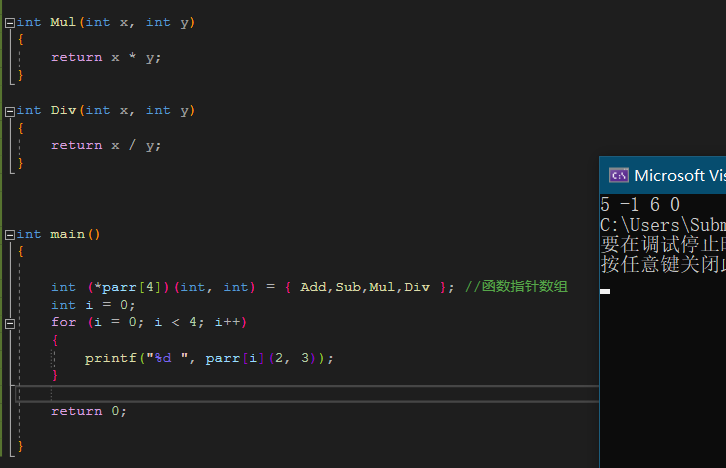 int Mul(int x, int y)
{
return x * y;
}
int Div(int x, int y)
{
return x / y;
}
int main()
{
int (*parr[4])(int, int) = { Add,Sub,Mul,Div }; //函数指针数组
int i = 0;
for (i = 0; i < 4; i++)
{
printf("%d ", parr[i](2, 3));
}
return 0;
}
Microsoft Vis
5 -1 6 0
C:\Users\Subm
要在调试停止时
按任意键关闭此